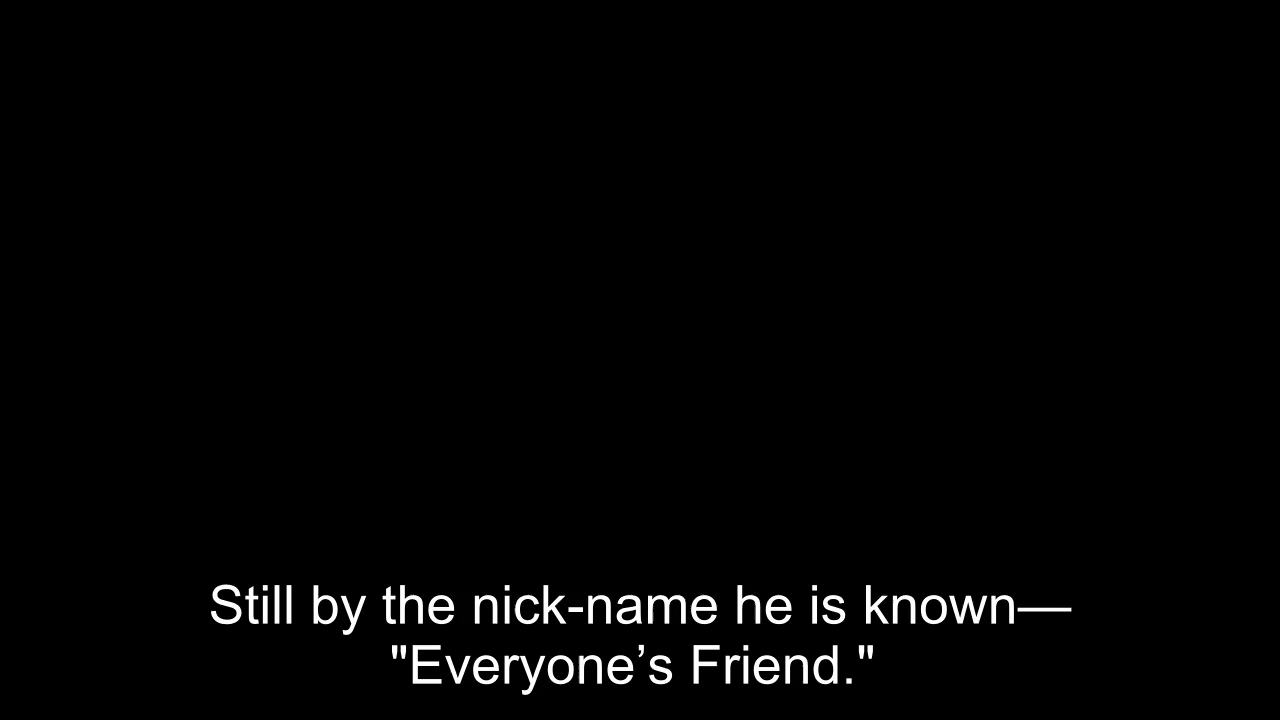 Still by the nick-name he is known—
"Everyone’s Friend."